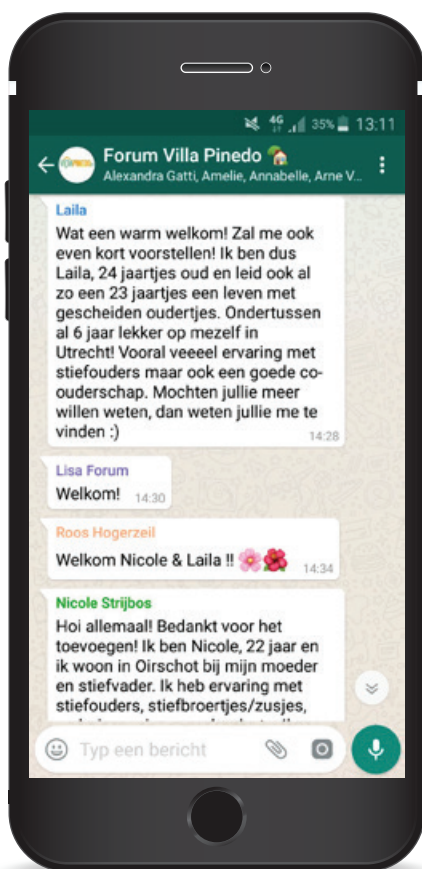 4G 35% 13:11
Forum Villa Pinedo
Alexandra Gatti, Amelie, Annabelle, Arne V...
Laila
Wat een warm welkom! Zal me ook
even kort voorstellen! Ik ben dus
Laila, 24 jaartjes oud en leid ook al
zo een 23 jaartjes een leven met
gescheiden oudertjes. Ondertussen
al 6 jaar lekker op mezelf in
Utrecht! Vooral veeeel ervaring met
stiefouders maar ook een goede co-
ouderschap. Mochten jullie meer
willen weten, dan weten jullie me te
vinden :)
14:28
Lisa Forum
Welkom! 14:30
Roos Hogerzeil
Welkom Nicole & Laila !! 🌸🌺
14:34
Nicole Strijbos
Hoi allemaal! Bedankt voor het
toevoegen! Ik ben Nicole, 22 jaar en
ik woon in Oirschot bij mijn moeder
en stiefvader. Ik heb ervaring met
stiefouders, stiefbroertjes/zusjes,
Typ een bericht